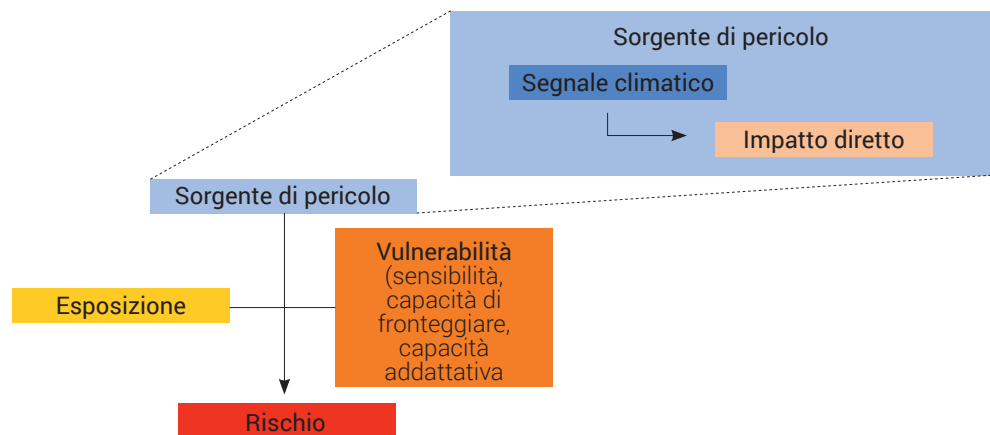 Sorgente di pericolo
Segnale climatico
Impatto diretto
Sorgente di pericolo
Vulnerabilità
(sensibilità,
capacità di
fronteggiare,
capacità
addattativa
Esposizione
Rischio